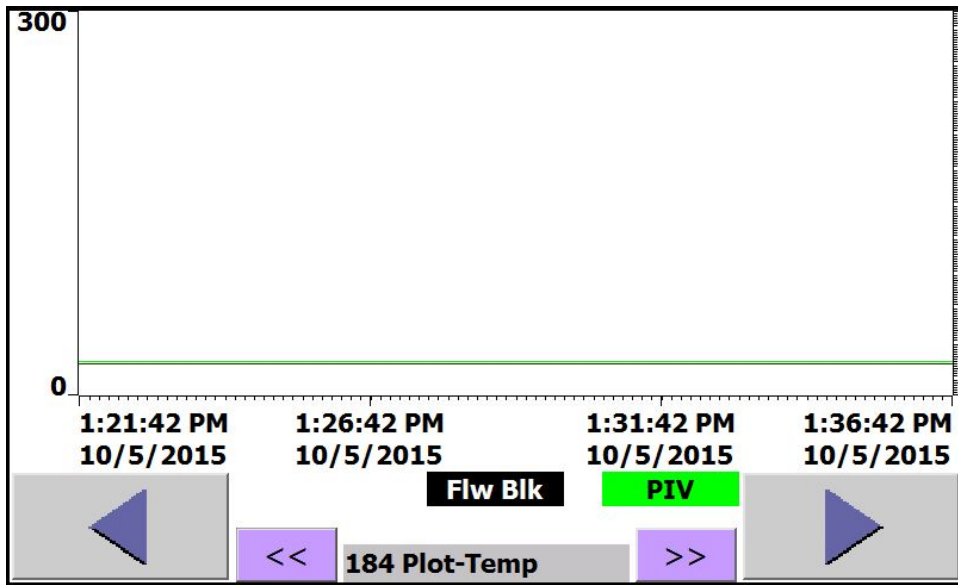 300
0
1:21:42 PM 1:26:42 PM 1:31:42 PM 1:36:42 PM
10/5/2015 10/5/2015 10/5/2015 10/5/2015
Flw Blk PIV
<< 184 Plot-Temp >>